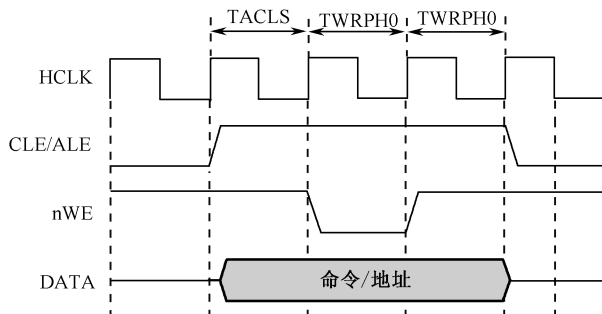 TACLS TWRPH0 TWRPH0
HCLK
CLE/ALE
nWE
DATA 命令/地址